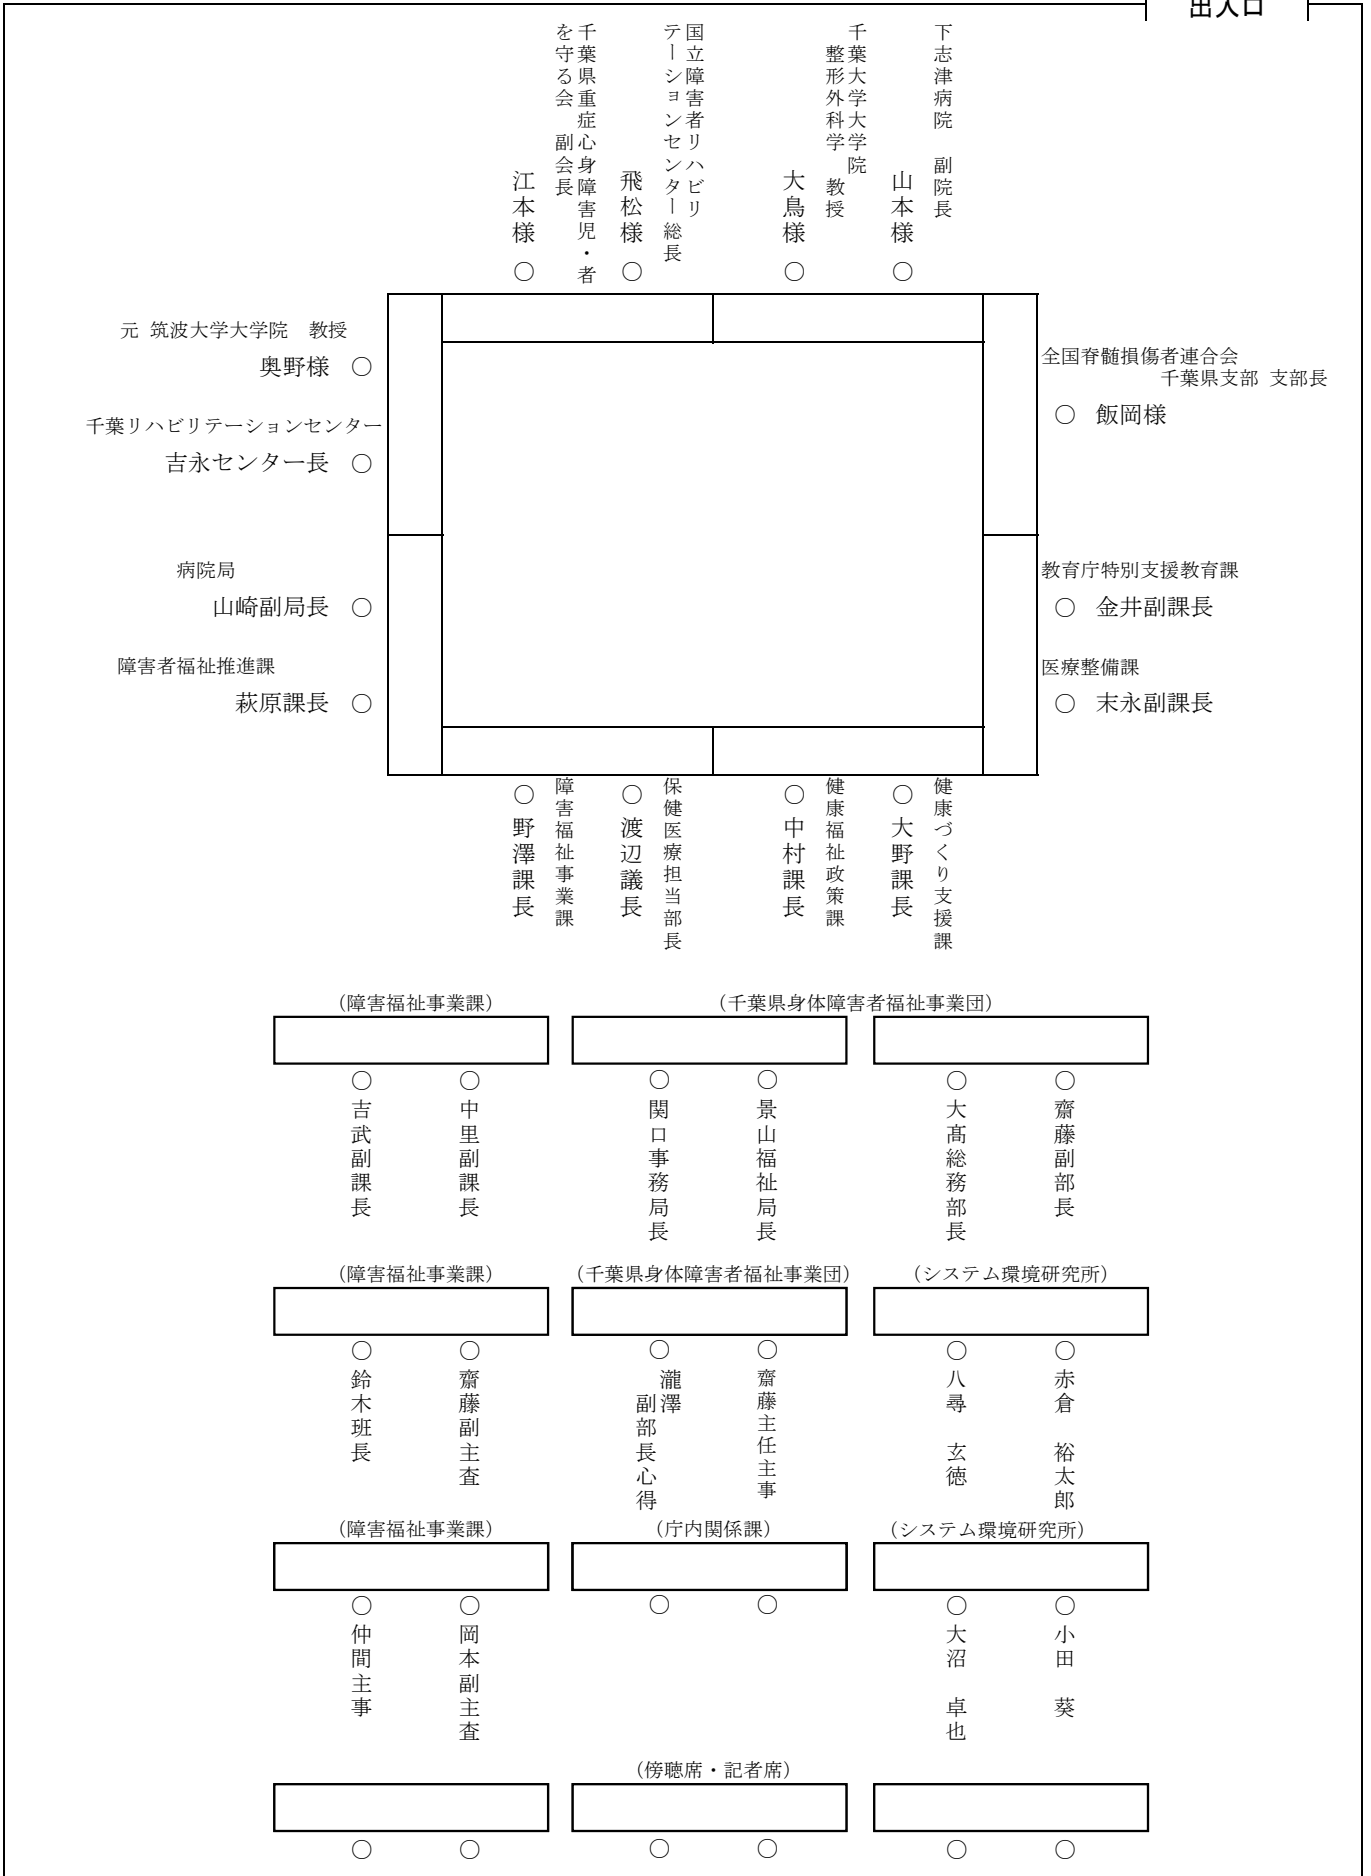 出入口
下志津病院　副院長
山本様 ○
千葉大学大学院
整形外科学　教授
大鳥様 ○
国立障害者リハビリ
テーションセンター総長
飛松様 ○
千葉県重症心身障害児・者
を守る会　副会長
江本様 ○
元 筑波大学大学院　教授
奥野様 ○
千葉リハビリテーションセンター
吉永センター長 ○
病院局
山崎副局長 ○
障害者福祉推進課
萩原課長 ○
全国脊髄損傷者連合会
千葉県支部 支部長
○ 飯岡様
教育庁特別支援教育課
○ 金井副課長
医療整備課
○ 末永副課長
健康づくり支援課
○ 大野課長
健康福祉政策課
○ 中村課長
保健医療担当部長
○ 渡辺議長
障害福祉事業課
○ 野澤課長
（障害福祉事業課）
○ 吉武副課長
○ 中里副課長
（千葉県身体障害者福祉事業団）
○ 関口事務局長
○ 景山福祉局長
○ 大髙総務部長
○ 齋藤副部長
（障害福祉事業課）
○ 鈴木班長
○ 齋藤副主査
（千葉県身体障害者福祉事業団）
○ 瀧澤
副部長心得
○ 齋藤主任主事
（システム環境研究所）
○ 八尋　玄徳
○ 赤倉　裕太郎
（障害福祉事業課）
○ 仲間主事
○ 岡本副主査
（庁内関係課）
○ ○
（システム環境研究所）
○ 大沼　卓也
○ 小田　葵
（傍聴席・記者席）
○ ○ ○ ○ ○ ○